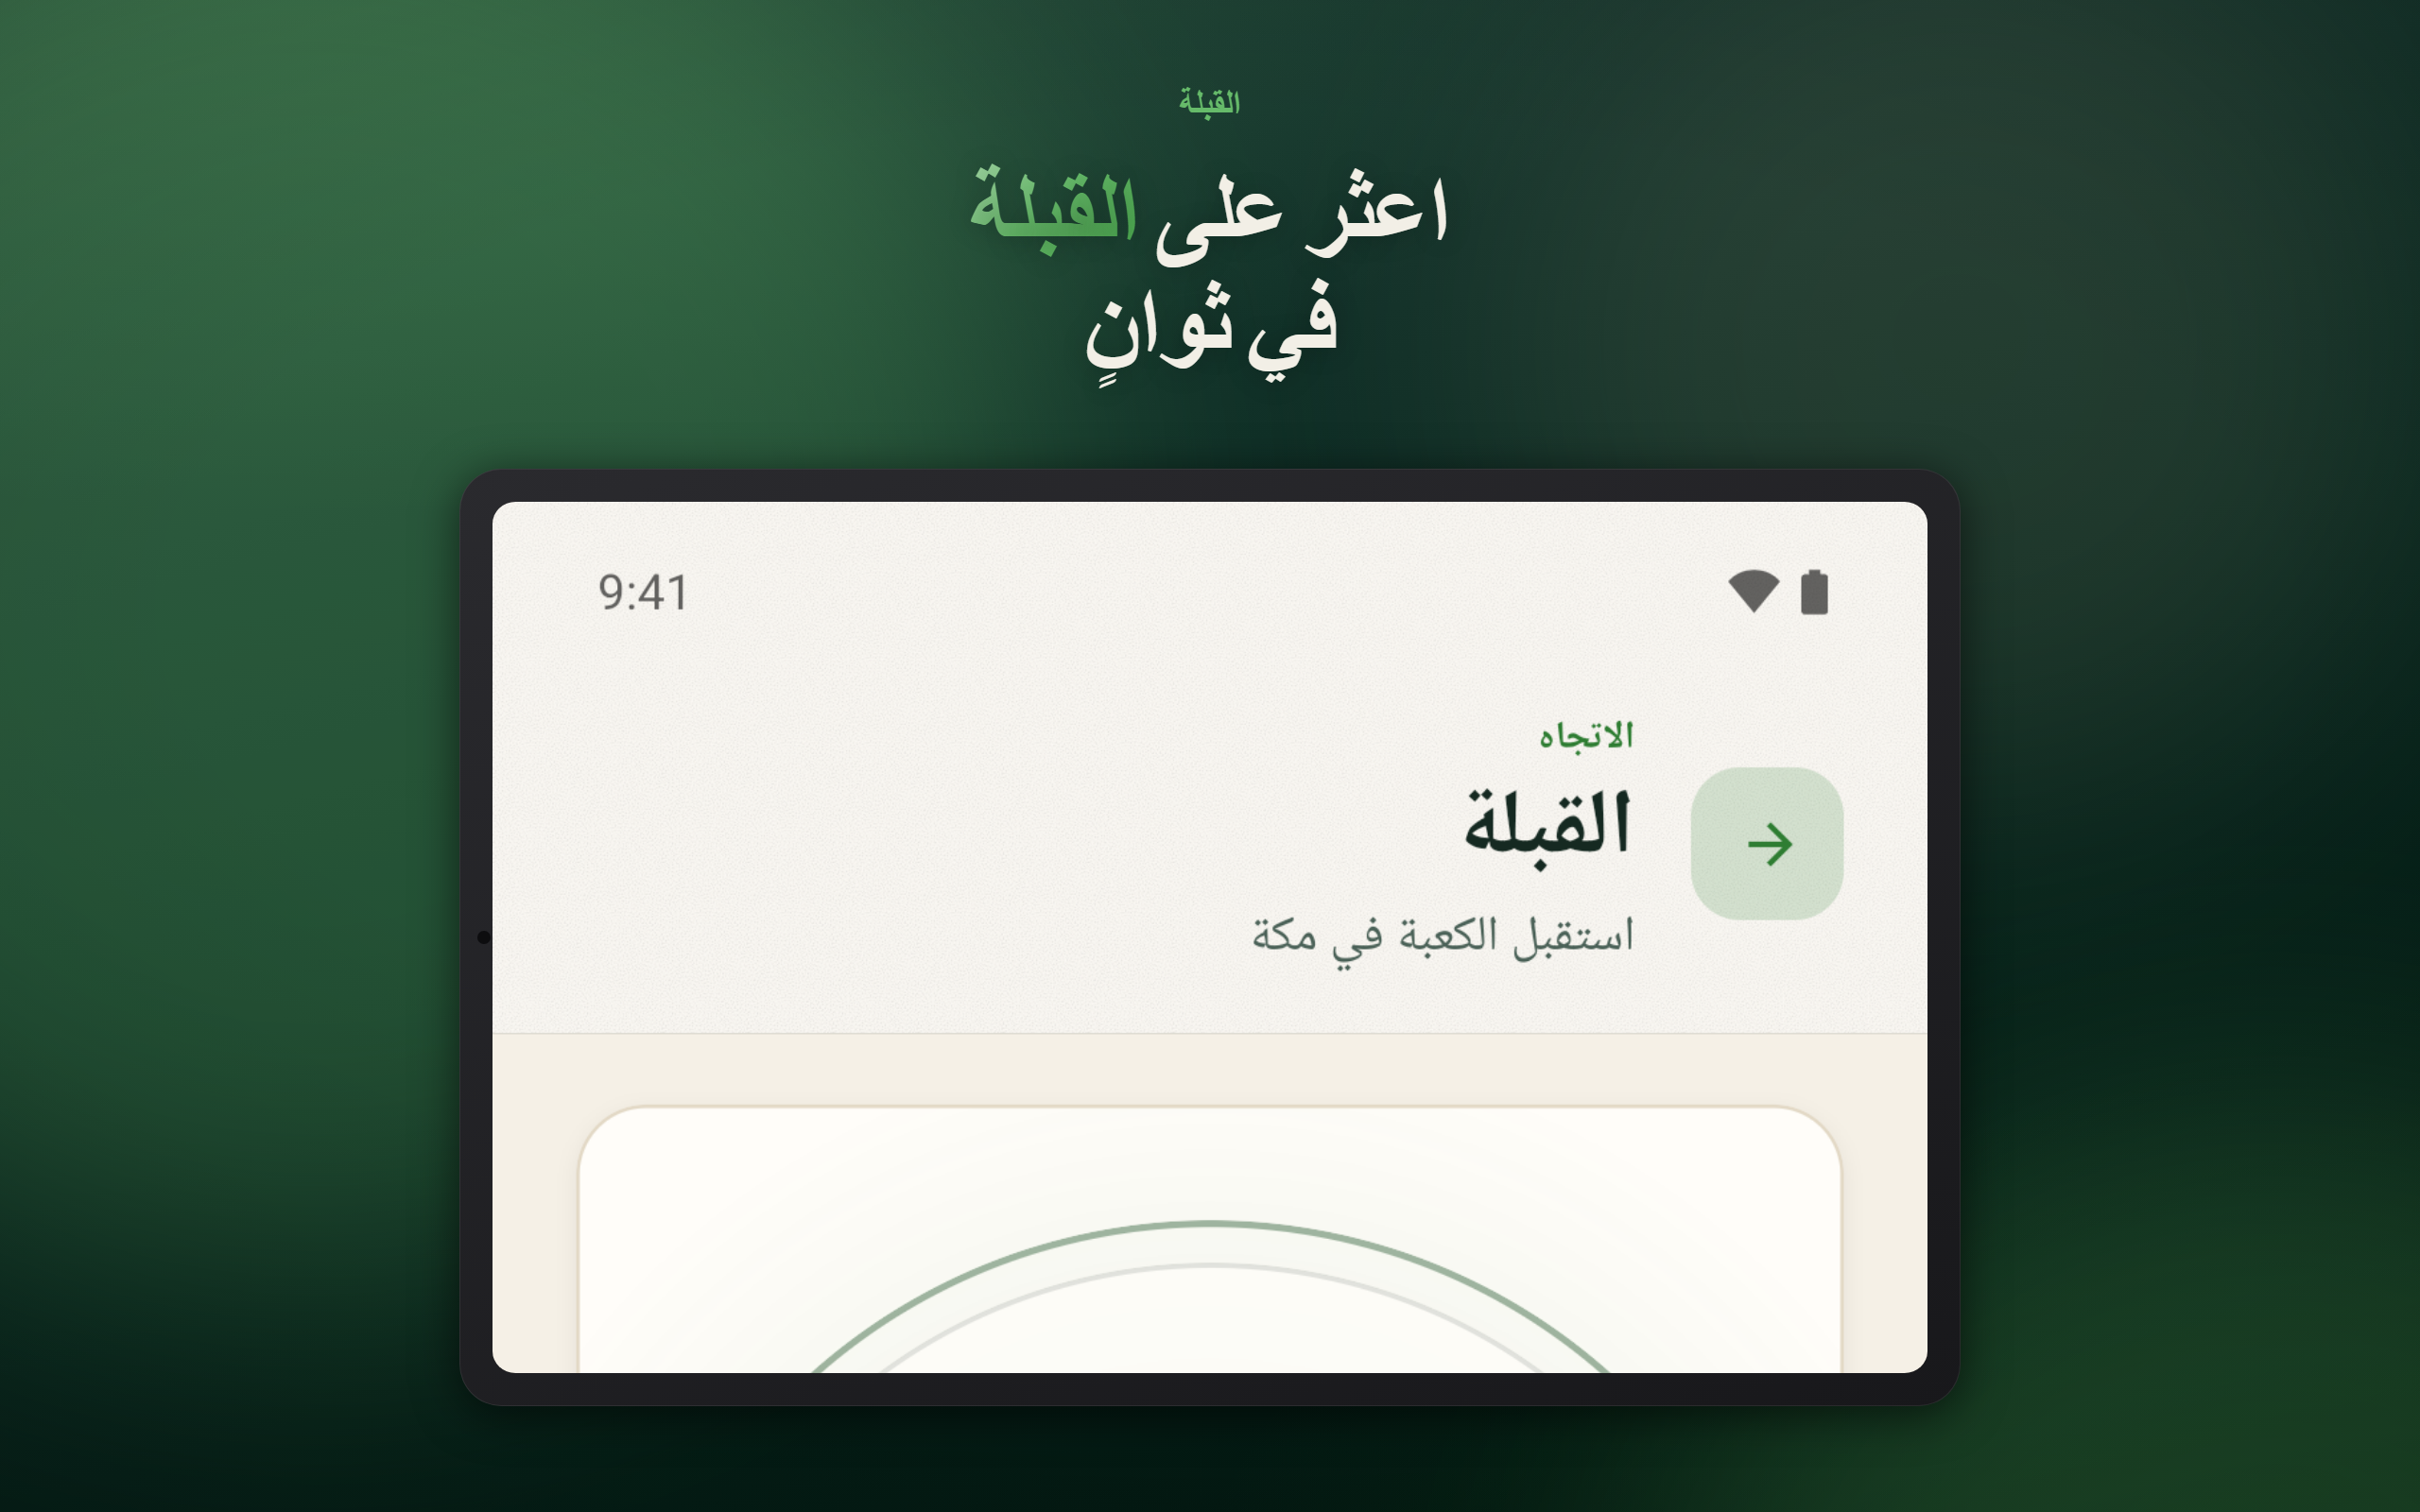 القبلة
اعثر على القبلة
في ثوانٍ
9:41
الاتجاه
القبلة
استقبل الكعبة في مكة